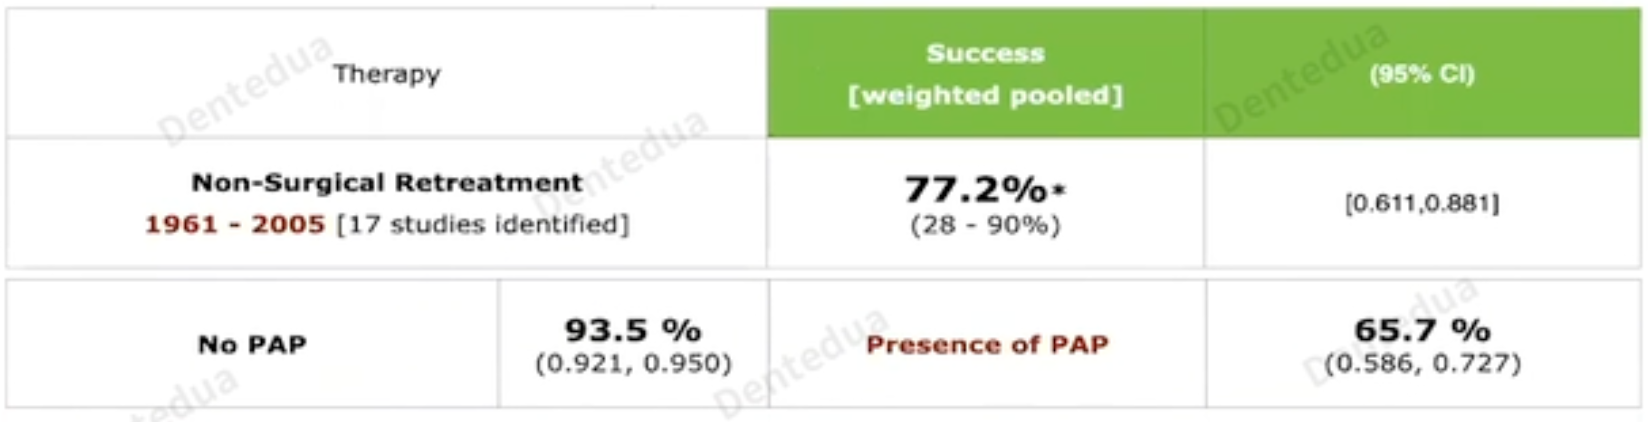 Therapy
Success
[weighted pooled]
(95% CI)
Non-Surgical Retreatment
1961 - 2005 [17 studies identified]
77.2%*
(28 - 90%)
[0.611,0.881]
No PAP
93.5 %
(0.921, 0.950)
Presence of PAP
65.7 %
(0.586, 0.727)
Dentedua
Dentedua
Dentedua
Dentedua
Dentedua
tedua